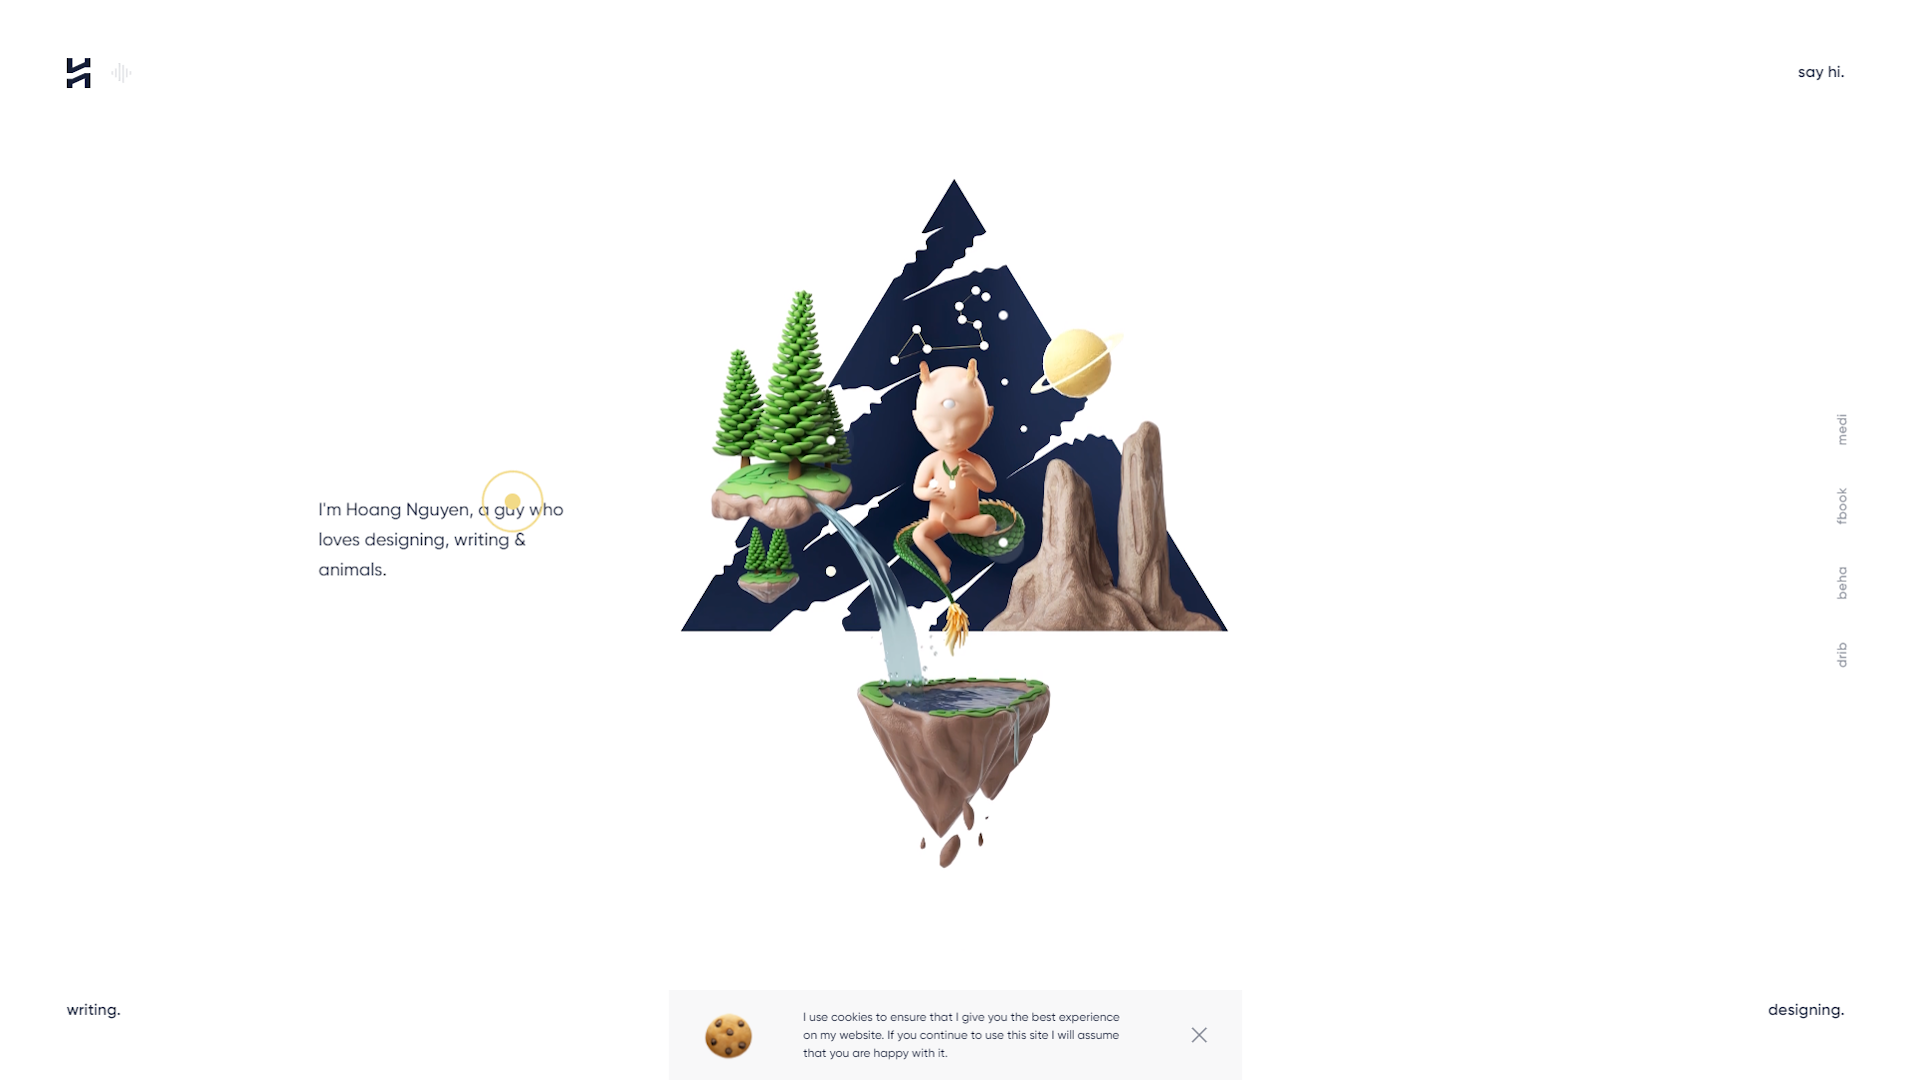 say hi.
I'm Hoang Nguyen, a guy who
loves designing, writing &
animals.
medi
fbook
beha
drib
writing.
I use cookies to ensure that I give you the best experience
on my website. If you continue to use this site I will assume
that you are happy with it.
designing.